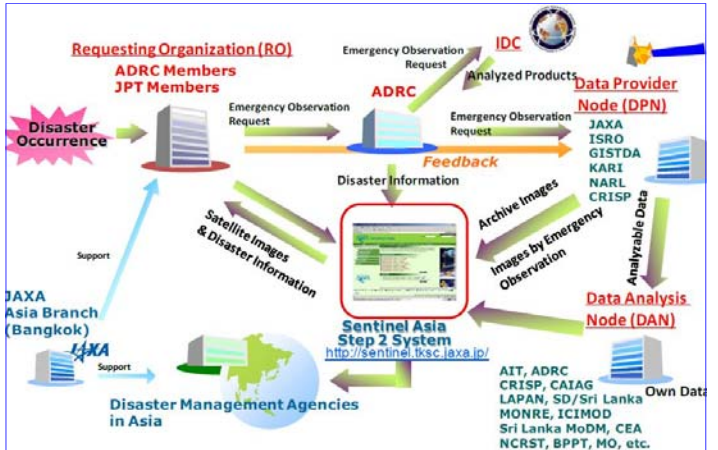 Requesting Organization (RO)
ADRC Members
JPT Members
Disaster
Occurrence
Emergency Observation
Request
ADRC
Emergency Observation
Request
IDC
Analyzed Products
Emergency Observation
Request
Feedback
Data Provider
Node (DPN)
JAXA
ISRO
GISTDA
KARI
NARL
CRISP
Disaster Information
Satellite Images
& Disaster Information
Archive Images
Images by Emergency
Observation
Analyzable Data
Support
JAXA
Asia Branch
(Bangkok)
JAXA
Support
Sentinel Asia
Step 2 System
http://sentinel.tksc.jaxa.jp/
Disaster Management Agencies
in Asia
Data Analysis
Node (DAN)
Own Data
AIT, ADRC
CRISP, CAIAG
LAPAN, SD/Sri Lanka
MONRE, ICIMOD
Sri Lanka MoDM, CEA
NCRST, BPPT, MO, etc.